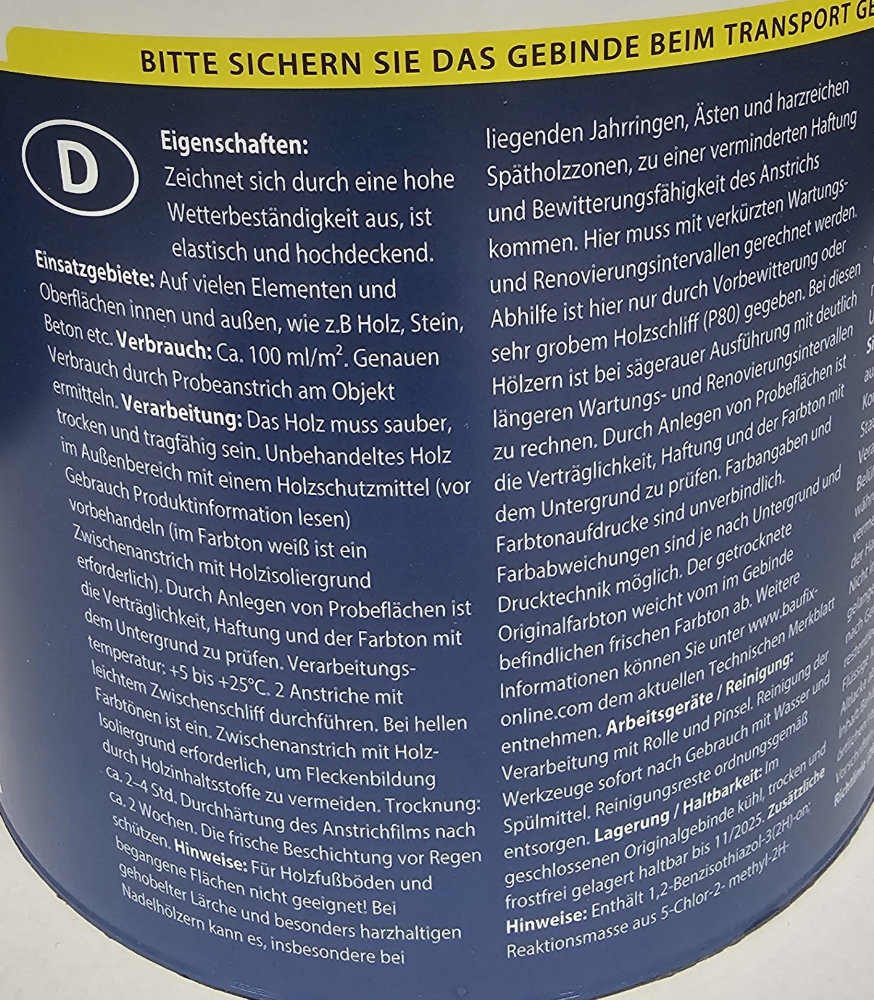 BITTE SICHERN SIE DAS GEBINDE BEIM TRANSPORT
D
Eigenschaften:
Zeichnet sich durch eine hohe
Wetterbeständigkeit aus, ist
elastisch und hochdeckend.
Einsatzgebiete: Auf vielen Elementen und
Oberflächen innen und außen, wie z.B Holz, Stein,
Beton etc. Verbrauch: Ca. 100 ml/m². Genauen
Verbrauch durch Probeanstrich am Objekt
ermitteln. Verarbeitung: Das Holz muss sauber,
trocken und tragfähig sein. Unbehandeltes Holz
im Außenbereich mit einem Holzschutzmittel (vor
Gebrauch Produktinformation lesen)
vorbehandeln (im Farbton weiß ist ein
Zwischenanstrich mit Holzisoliergrund
erforderlich). Durch Anlegen von Probeflächen ist
die Verträglichkeit, Haftung und der Farbton mit
dem Untergrund zu prüfen. Verarbeitungs-
temperatur: +5 bis +25°C. 2 Anstriche mit
leichtem Zwischenschliff durchführen. Bei hellen
Farbtönen ist ein. Zwischenanstrich mit Holz-
Isoliergrund erforderlich, um Fleckenbildung
durch Holzinhaltsstoffe zu vermeiden. Trocknung:
ca. 2–4 Std. Durchhärtung des Anstrichfilms nach
ca. 2 Wochen. Die frische Beschichtung vor Regen
schützen. Hinweise: Für Holzfußböden und
begangene Flächen nicht geeignet! Bei
gehobelter Lärche und besonders harzhaltigen
Nadelhölzern kann es, insbesondere bei
liegenden Jahrringen, Ästen und harzreichen
Spätholzzonen, zu einer verminderten Haftung
und Bewitterungsfähigkeit des Anstrichs
kommen. Hier muss mit verkürzten Wartungs-
und Renovierungsintervallen gerechnet werden.
Abhilfe ist hier nur durch Vorbewitterung oder
sehr grobem Holzschliff (P80) gegeben. Bei diesen
Hölzern ist bei sägerauer Ausführung mit deutlich
längeren Wartungs- und Renovierungsintervallen
zu rechnen. Durch Anlegen von Probeflächen ist
die Verträglichkeit, Haftung und der Farbton mit
dem Untergrund zu prüfen. Farbangaben und
Farbtonaufdrucke sind unverbindlich.
Farbabweichungen sind je nach Untergrund und
Drucktechnik möglich. Der getrocknete
Originalfarbton weicht vom im Gebinde
befindlichen frischen Farbton ab. Weitere
Informationen können Sie unter www.baufix-
online.com dem aktuellen Technischen Merkblatt
entnehmen. Arbeitsgeräte / Reinigung:
Verarbeitung mit Rolle und Pinsel. Reinigung der
Werkzeuge sofort nach Gebrauch mit Wasser und
Spülmittel. Reinigungsreste ordnungsgemäß
entsorgen. Lagerung / Haltbarkeit: Im
geschlossenen Originalgebinde kühl, trocken und
frostfrei gelagert haltbar bis 11/2025. Zusätzliche
Hinweise: Enthält 1,2-Benzisothiazol-3(2H)-on;
Reaktionsmasse aus 5-Chlor-2- methyl-2H-